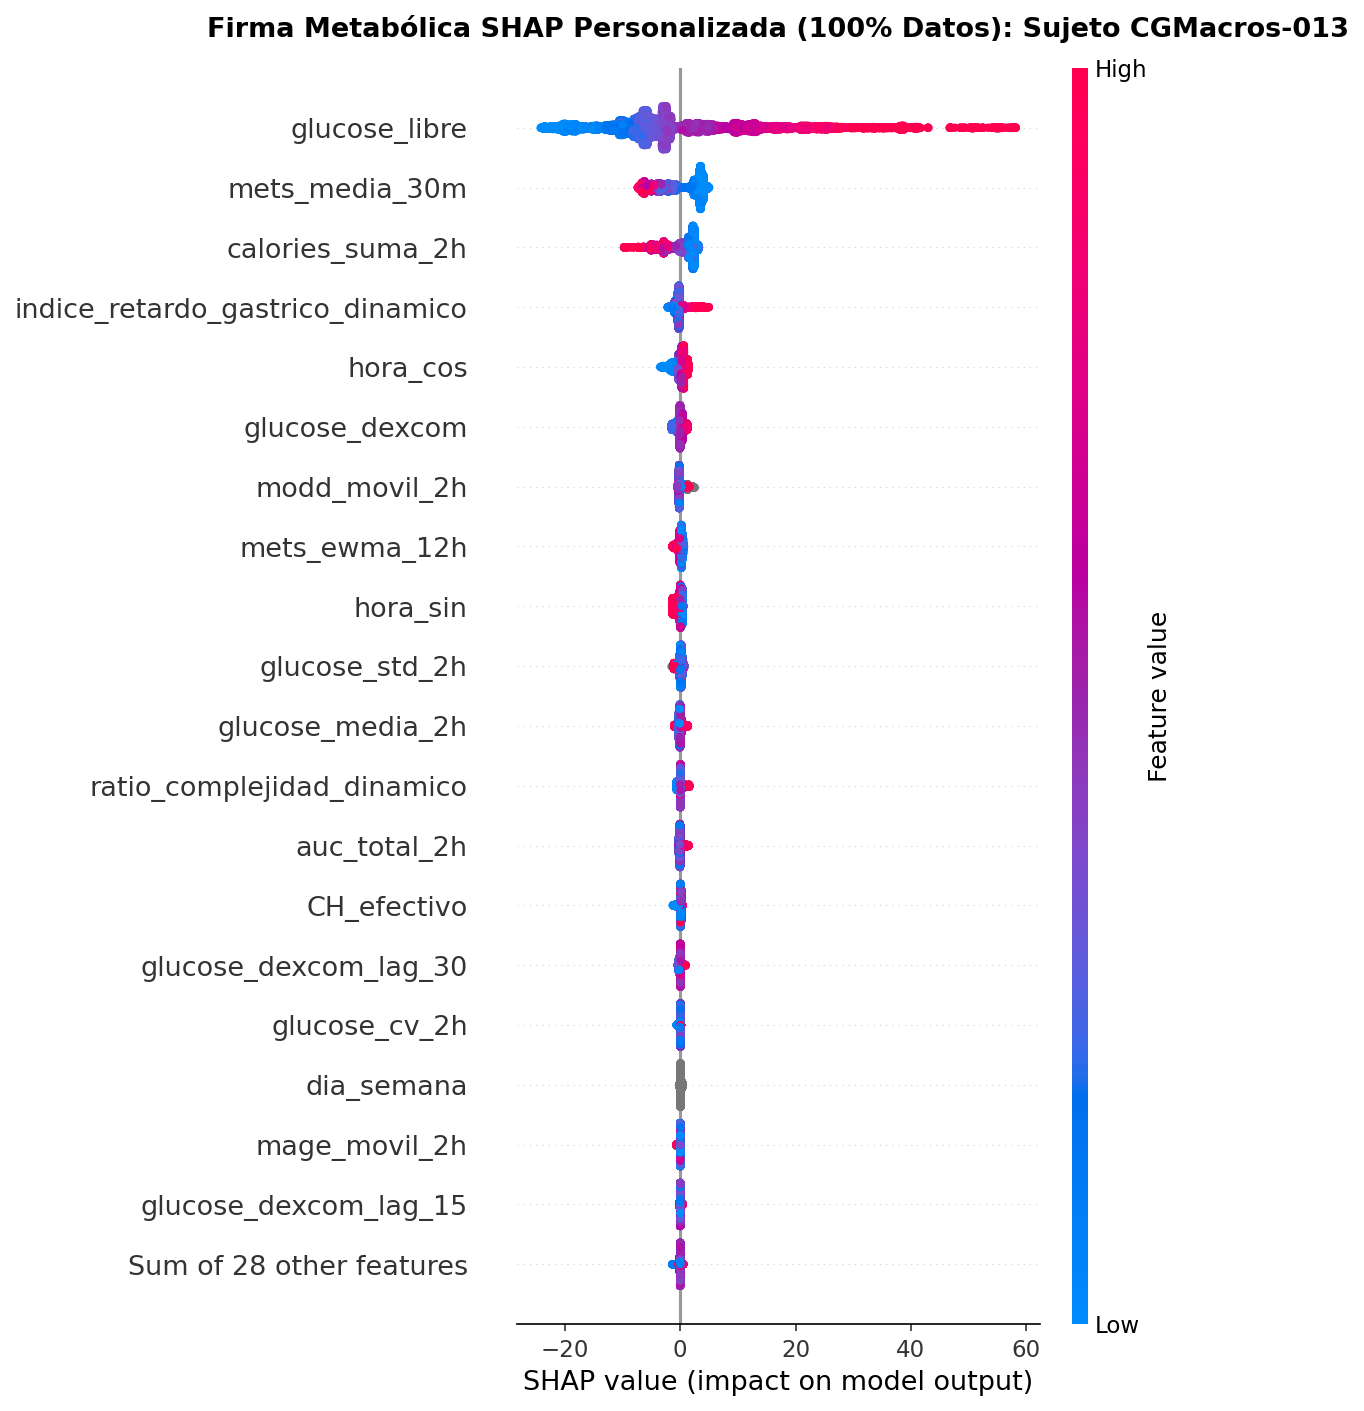 Firma Metabólica SHAP Personalizada (100% Datos): Sujeto CGMacros-013
High
glucose_libre
mets_media_30m
calories_suma_2h
indice_retardo_gastrico_dinamico
hora_cos
glucose_dexcom
modd_movil_2h
mets_ewma_12h
hora_sin
glucose_std_2h
glucose_media_2h
ratio_complejidad_dinamico
auc_total_2h
CH_efectivo
glucose_dexcom_lag_30
glucose_cv_2h
dia_semana
mage_movil_2h
glucose_dexcom_lag_15
Sum of 28 other features
Feature value
Low
−20 0 20 40 60
SHAP value (impact on model output)